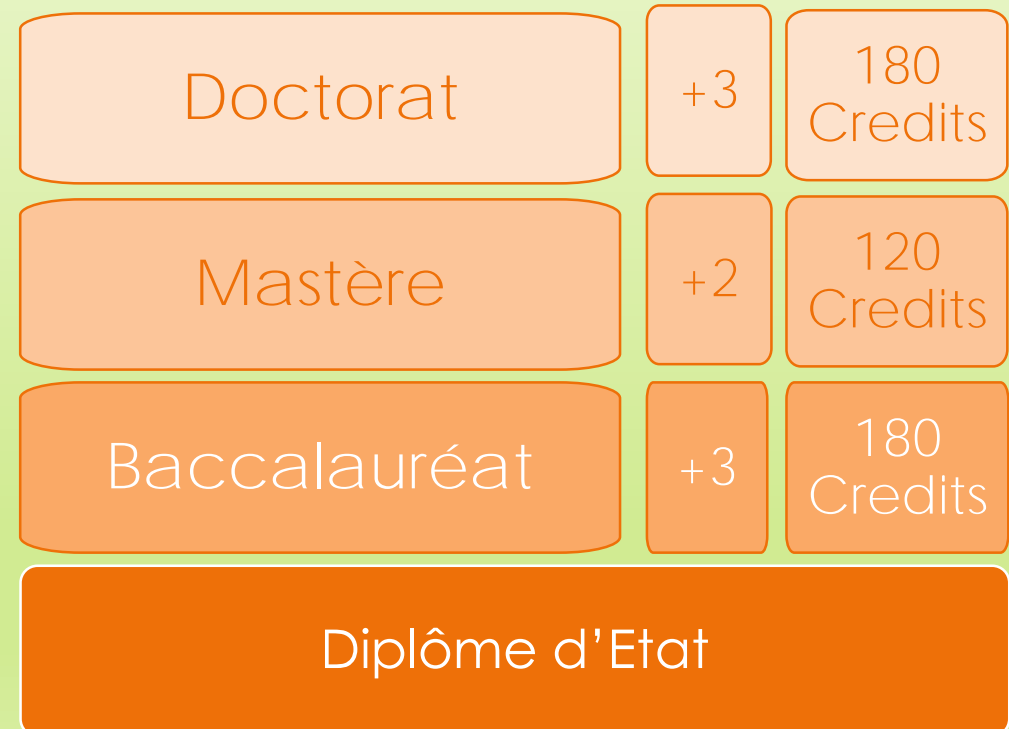 Doctorat
+3
180
Credits
Mastère
+2
120
Credits
Baccalauréat
+3
180
Credits
Diplôme d’Etat